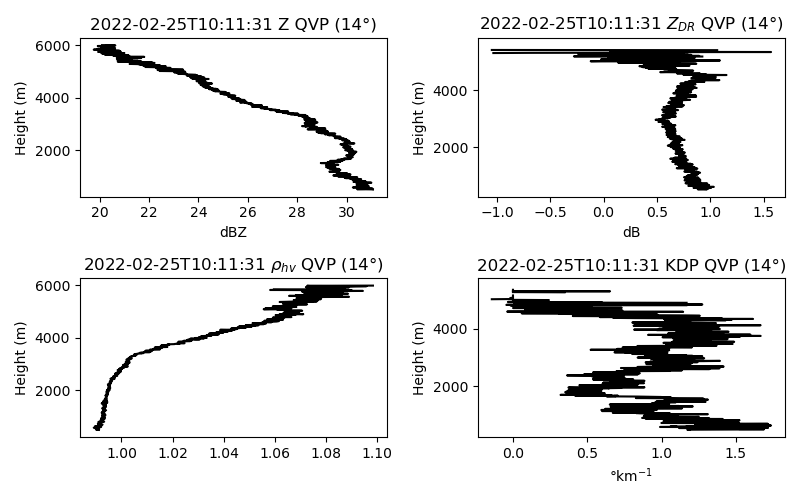 2022-02-25T10:11:31 Z QVP (14°)
6000
4000
2000
Height (m)
20
22
24
26
28
30
dBZ
2022-02-25T10:11:31 Z_DR QVP (14°)
4000
2000
Height (m)
−1.0
−0.5
0.0
0.5
1.0
1.5
dB
2022-02-25T10:11:31 ρ_hv QVP (14°)
6000
4000
2000
Height (m)
1.00
1.02
1.04
1.06
1.08
1.10
2022-02-25T10:11:31 KDP QVP (14°)
4000
2000
Height (m)
0.0
0.5
1.0
1.5
°km⁻¹